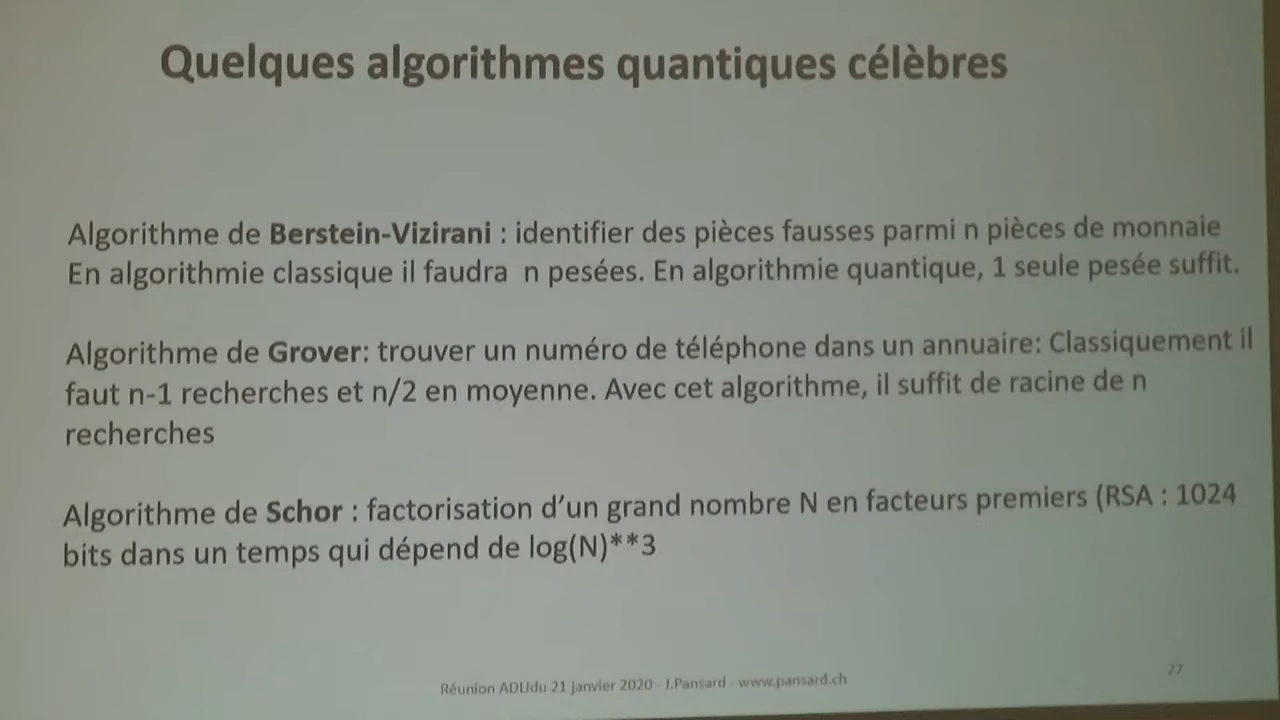 Quelques algorithmes quantiques célèbres
Algorithme de Berstein-Vizirani : identifier des pièces fausses parmi n pièces de monnaie
En algorithmie classique il faudra n pesées. En algorithmie quantique, 1 seule pesée suffit.
Algorithme de Grover: trouver un numéro de téléphone dans un annuaire: Classiquement il
faut n-1 recherches et n/2 en moyenne. Avec cet algorithme, il suffit de racine de n
recherches
Algorithme de Schor : factorisation d'un grand nombre N en facteurs premiers (RSA : 1024
bits dans un temps qui dépend de log(N)**3
Réunion ADLIdu 21 janvier 2020 - J.Pansard - www.pansard.ch
27